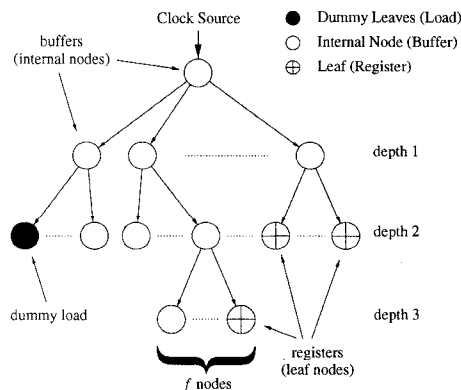 Clock Source
Dummy Leaves (Load)
buffers
(internal nodes)
Internal Node (Buffer)
Leaf (Register)
depth 1
depth 2
dummy load
depth 3
registers
(leaf nodes)
f nodes